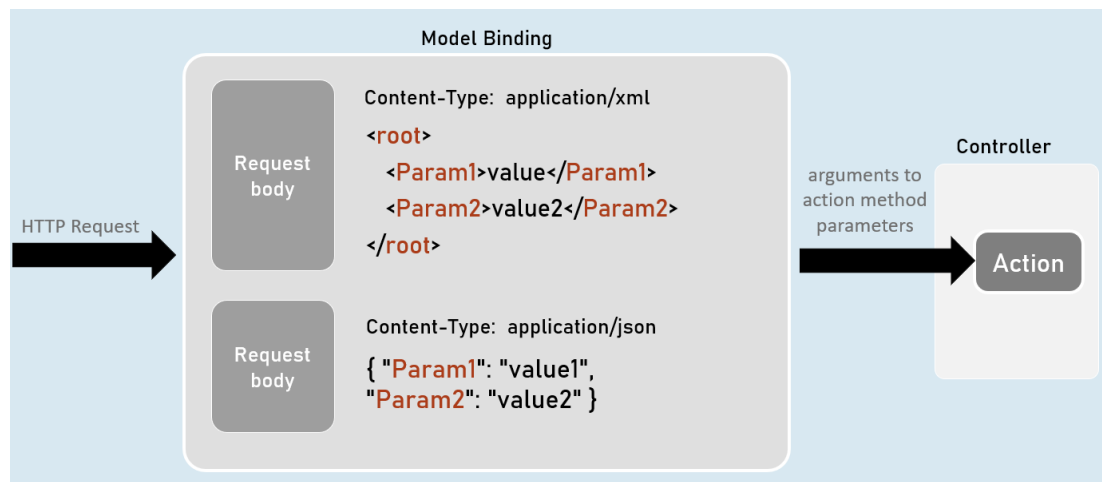 Model Binding
HTTP Request
Request
body
Content-Type: application/xml
<root>
<Param1>value</Param1>
<Param2>value2</Param2>
</root>
Request
body
Content-Type: application/json
{ "Param1": "value1",
"Param2": "value2" }
arguments to
action method
parameters
Controller
Action